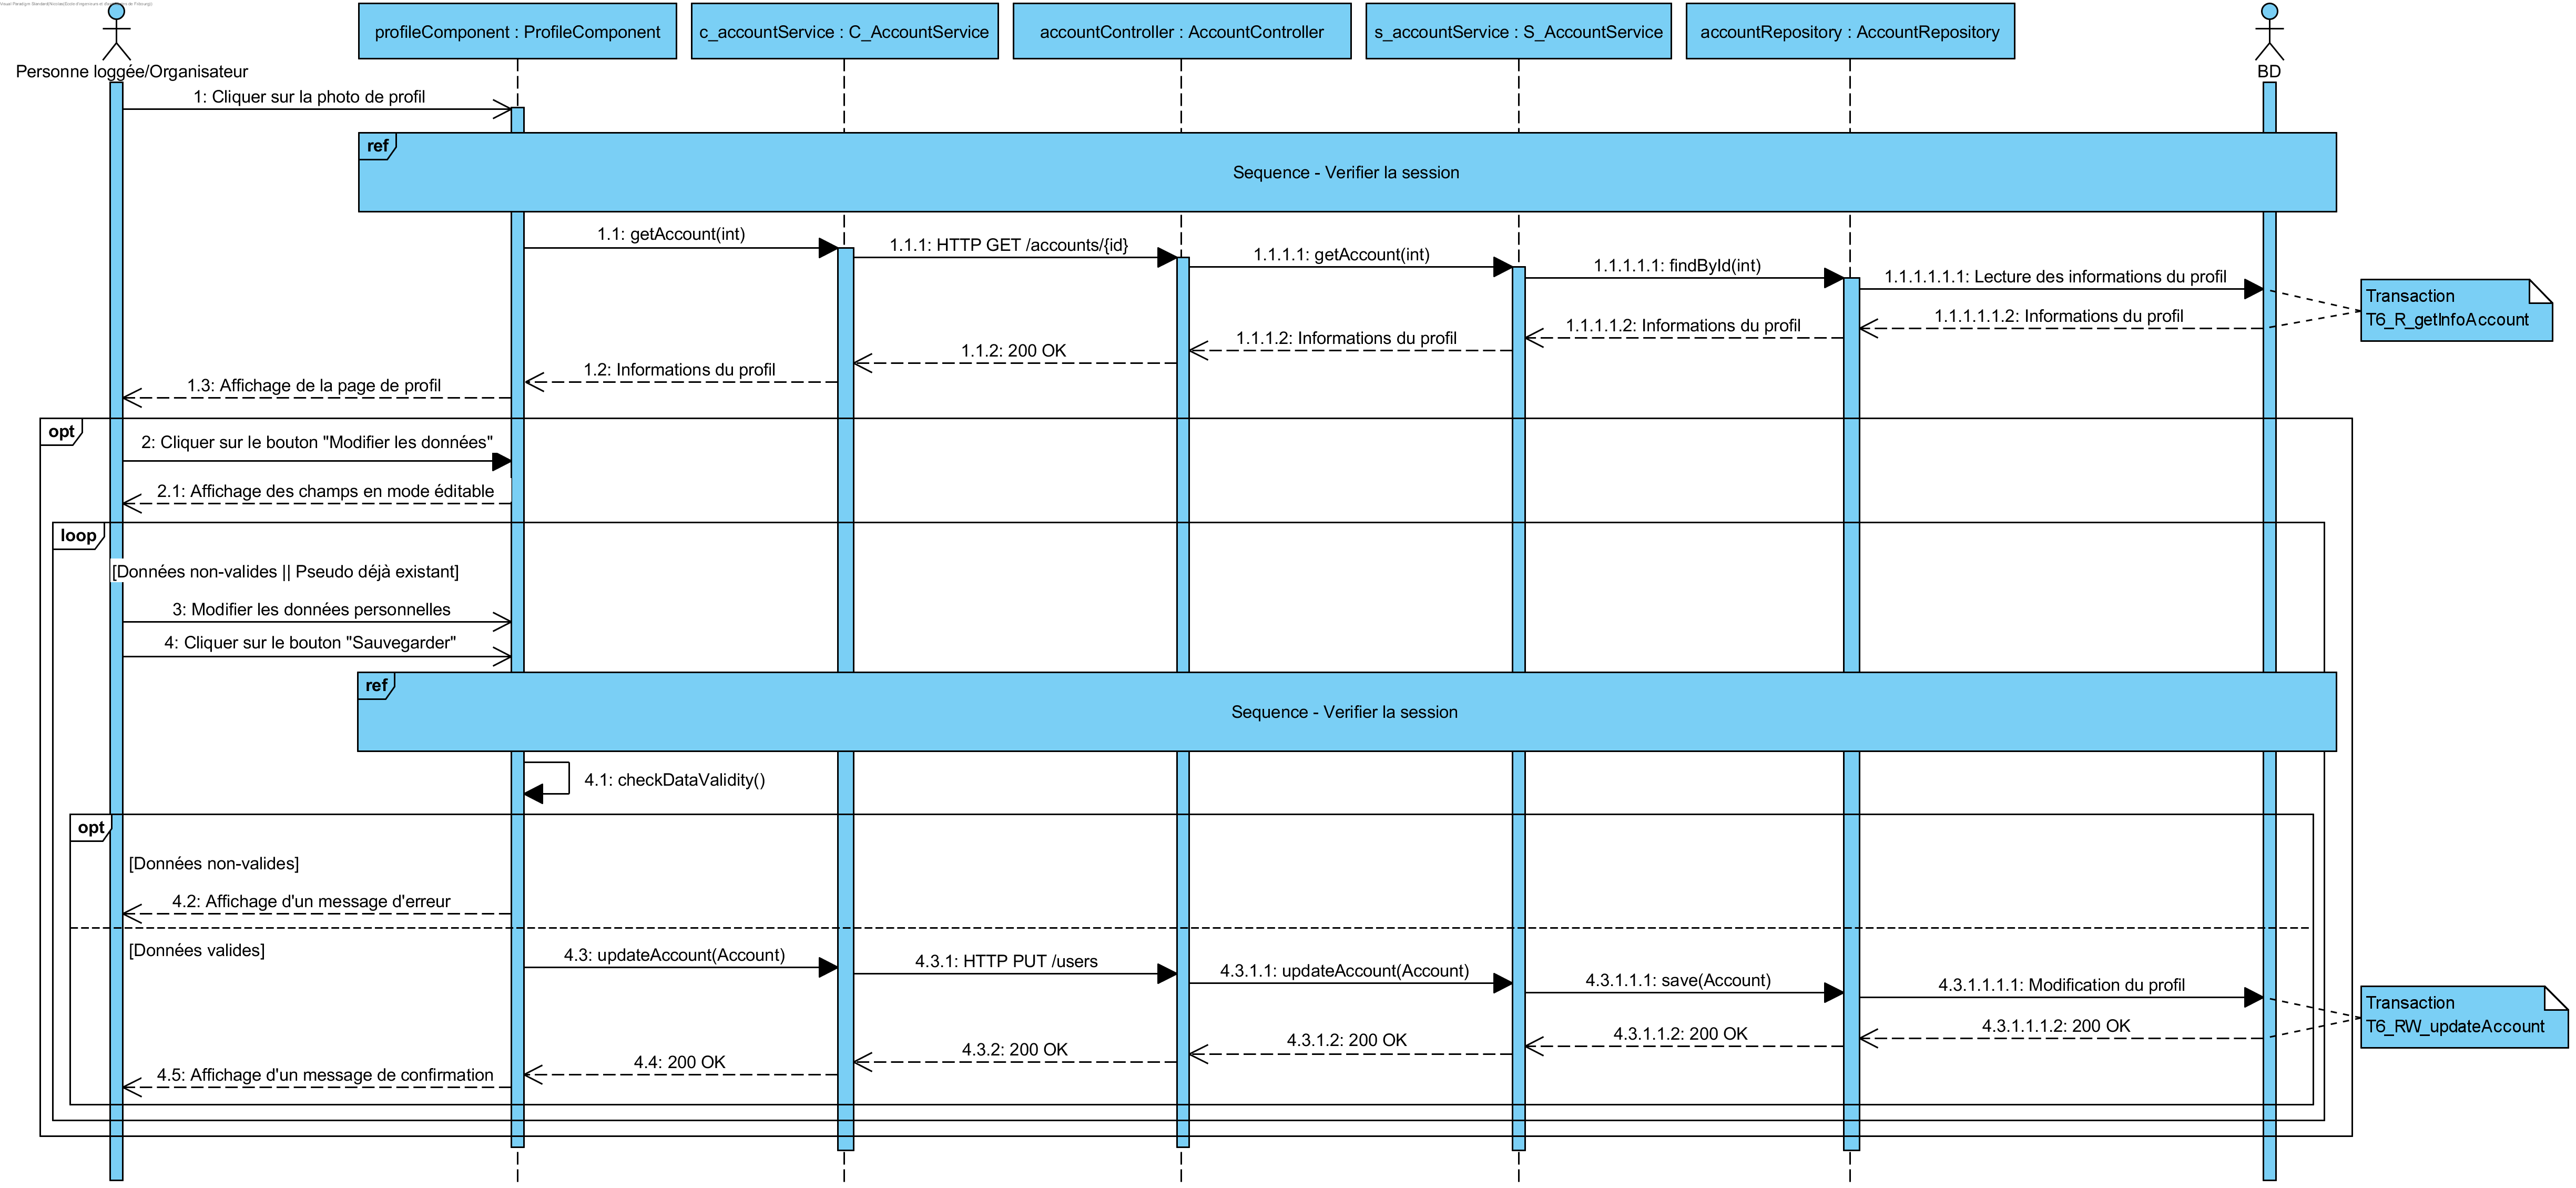 Personne loggée/Organisateur
profileComponent : ProfileComponent
c_accountService : C_AccountService
accountController : AccountController
s_accountService : S_AccountService
accountRepository : AccountRepository
BD
1: Cliquer sur la photo de profil
ref
Sequence - Verifier la session
1.1: getAccount(int)
1.1.1: HTTP GET /accounts/{id}
1.1.1.1: getAccount(int)
1.1.1.1.1: findById(int)
1.1.1.1.1.1: Lecture des informations du profil
Transaction
T6_R_getInfoAccount
1.1.1.1.1.2: Informations du profil
1.1.1.1.2: Informations du profil
1.1.1.2: Informations du profil
1.1.2: 200 OK
1.2: Informations du profil
1.3: Affichage de la page de profil
opt
2: Cliquer sur le bouton "Modifier les données"
2.1: Affichage des champs en mode éditable
loop
[Données non-valides || Pseudo déjà existant]
3: Modifier les données personnelles
4: Cliquer sur le bouton "Sauvegarder"
ref
Sequence - Verifier la session
4.1: checkDataValidity()
opt
[Données non-valides]
4.2: Affichage d'un message d'erreur
[Données valides]
4.3: updateAccount(Account)
4.3.1: HTTP PUT /users
4.3.1.1: updateAccount(Account)
4.3.1.1.1: save(Account)
4.3.1.1.1.1: Modification du profil
Transaction
T6_RW_updateAccount
4.3.1.1.1.2: 200 OK
4.3.1.1.2: 200 OK
4.3.1.2: 200 OK
4.3.2: 200 OK
4.4: 200 OK
4.5: Affichage d'un message de confirmation